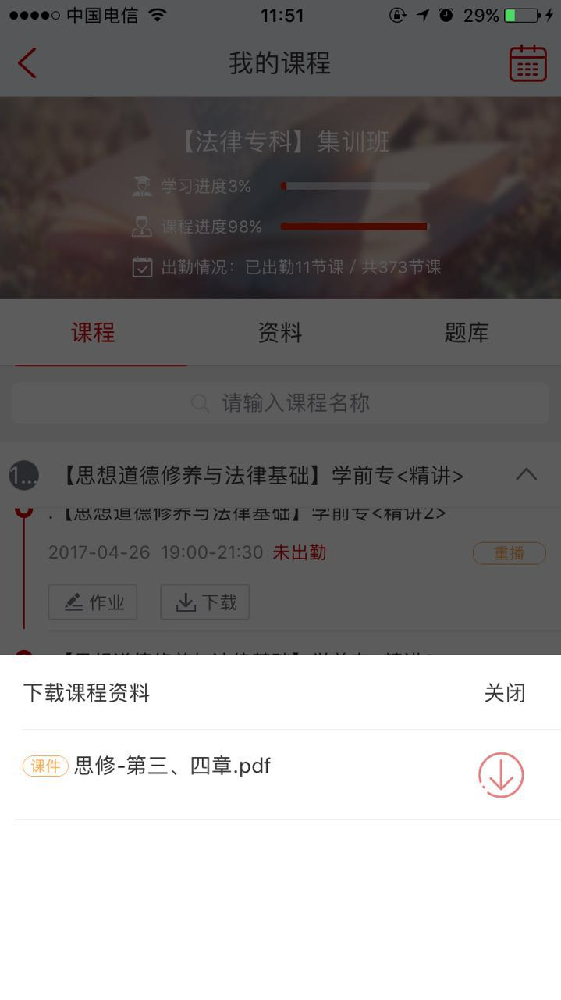 中国电信 11:51 29%
我的课程
【法律专科】集训班
学习进度3%
课程进度98%
出勤情况：已出勤11节课 / 共373节课
课程 资料 题库
请输入课程名称
1... 【思想道德修养与法律基础】学前专<精讲>
.【思想道德修养与法律基础】学前专<精讲2>
2017-04-26 19:00-21:30 未出勤 重播
作业 下载
下载课程资料 关闭
课件 思修-第三、四章.pdf